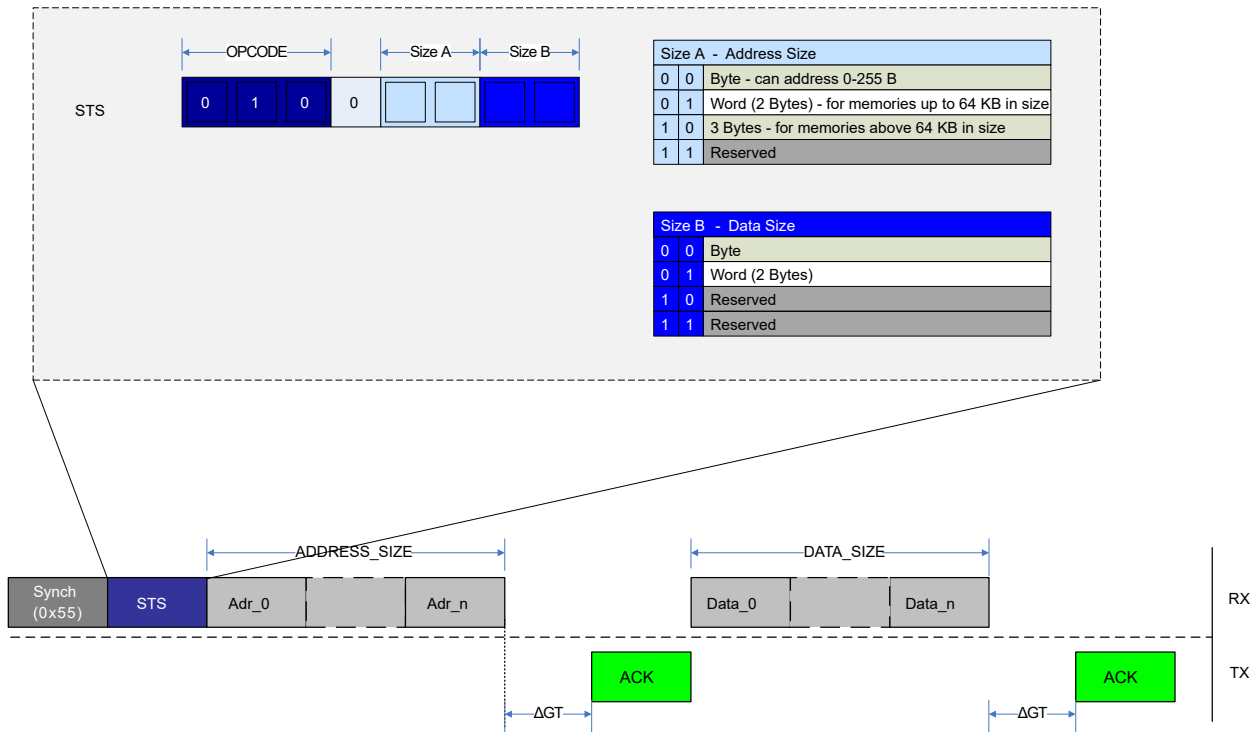 OPCODE Size A Size B
STS 0 1 0 0
Size A - Address Size
0 0 Byte - can address 0-255 B
0 1 Word (2 Bytes) - for memories up to 64 KB in size
1 0 3 Bytes - for memories above 64 KB in size
1 1 Reserved
Size B - Data Size
0 0 Byte
0 1 Word (2 Bytes)
1 0 Reserved
1 1 Reserved
ADDRESS_SIZE DATA_SIZE
Synch
(0x55) STS Adr_0 Adr_n Data_0 Data_n RX
ACK ACK TX
ΔGT ΔGT